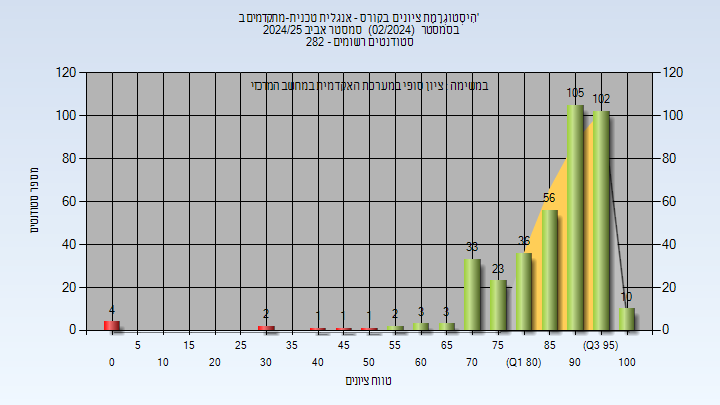 היסטוגרמת ציונים בקורס - אנגלית טכנית-מתקדמים ב'
בסמסטר (02/2024) סמסטר אביב 2024/25
סטודנטים רשומים - 282
במשימה : ציון סופי במערכת האקדמית במחשב המרכזי
120 120
100 100
80 80
60 60
40 40
20 20
0 0
4 2 1 1 1 2 3 3 33 23 36 56 105 102 10
מספר סטודנטים
5 15 25 35 45 55 65 75 85 (Q3 95)
0 10 20 30 40 50 60 70 (Q1 80) 90 100
טווח ציונים